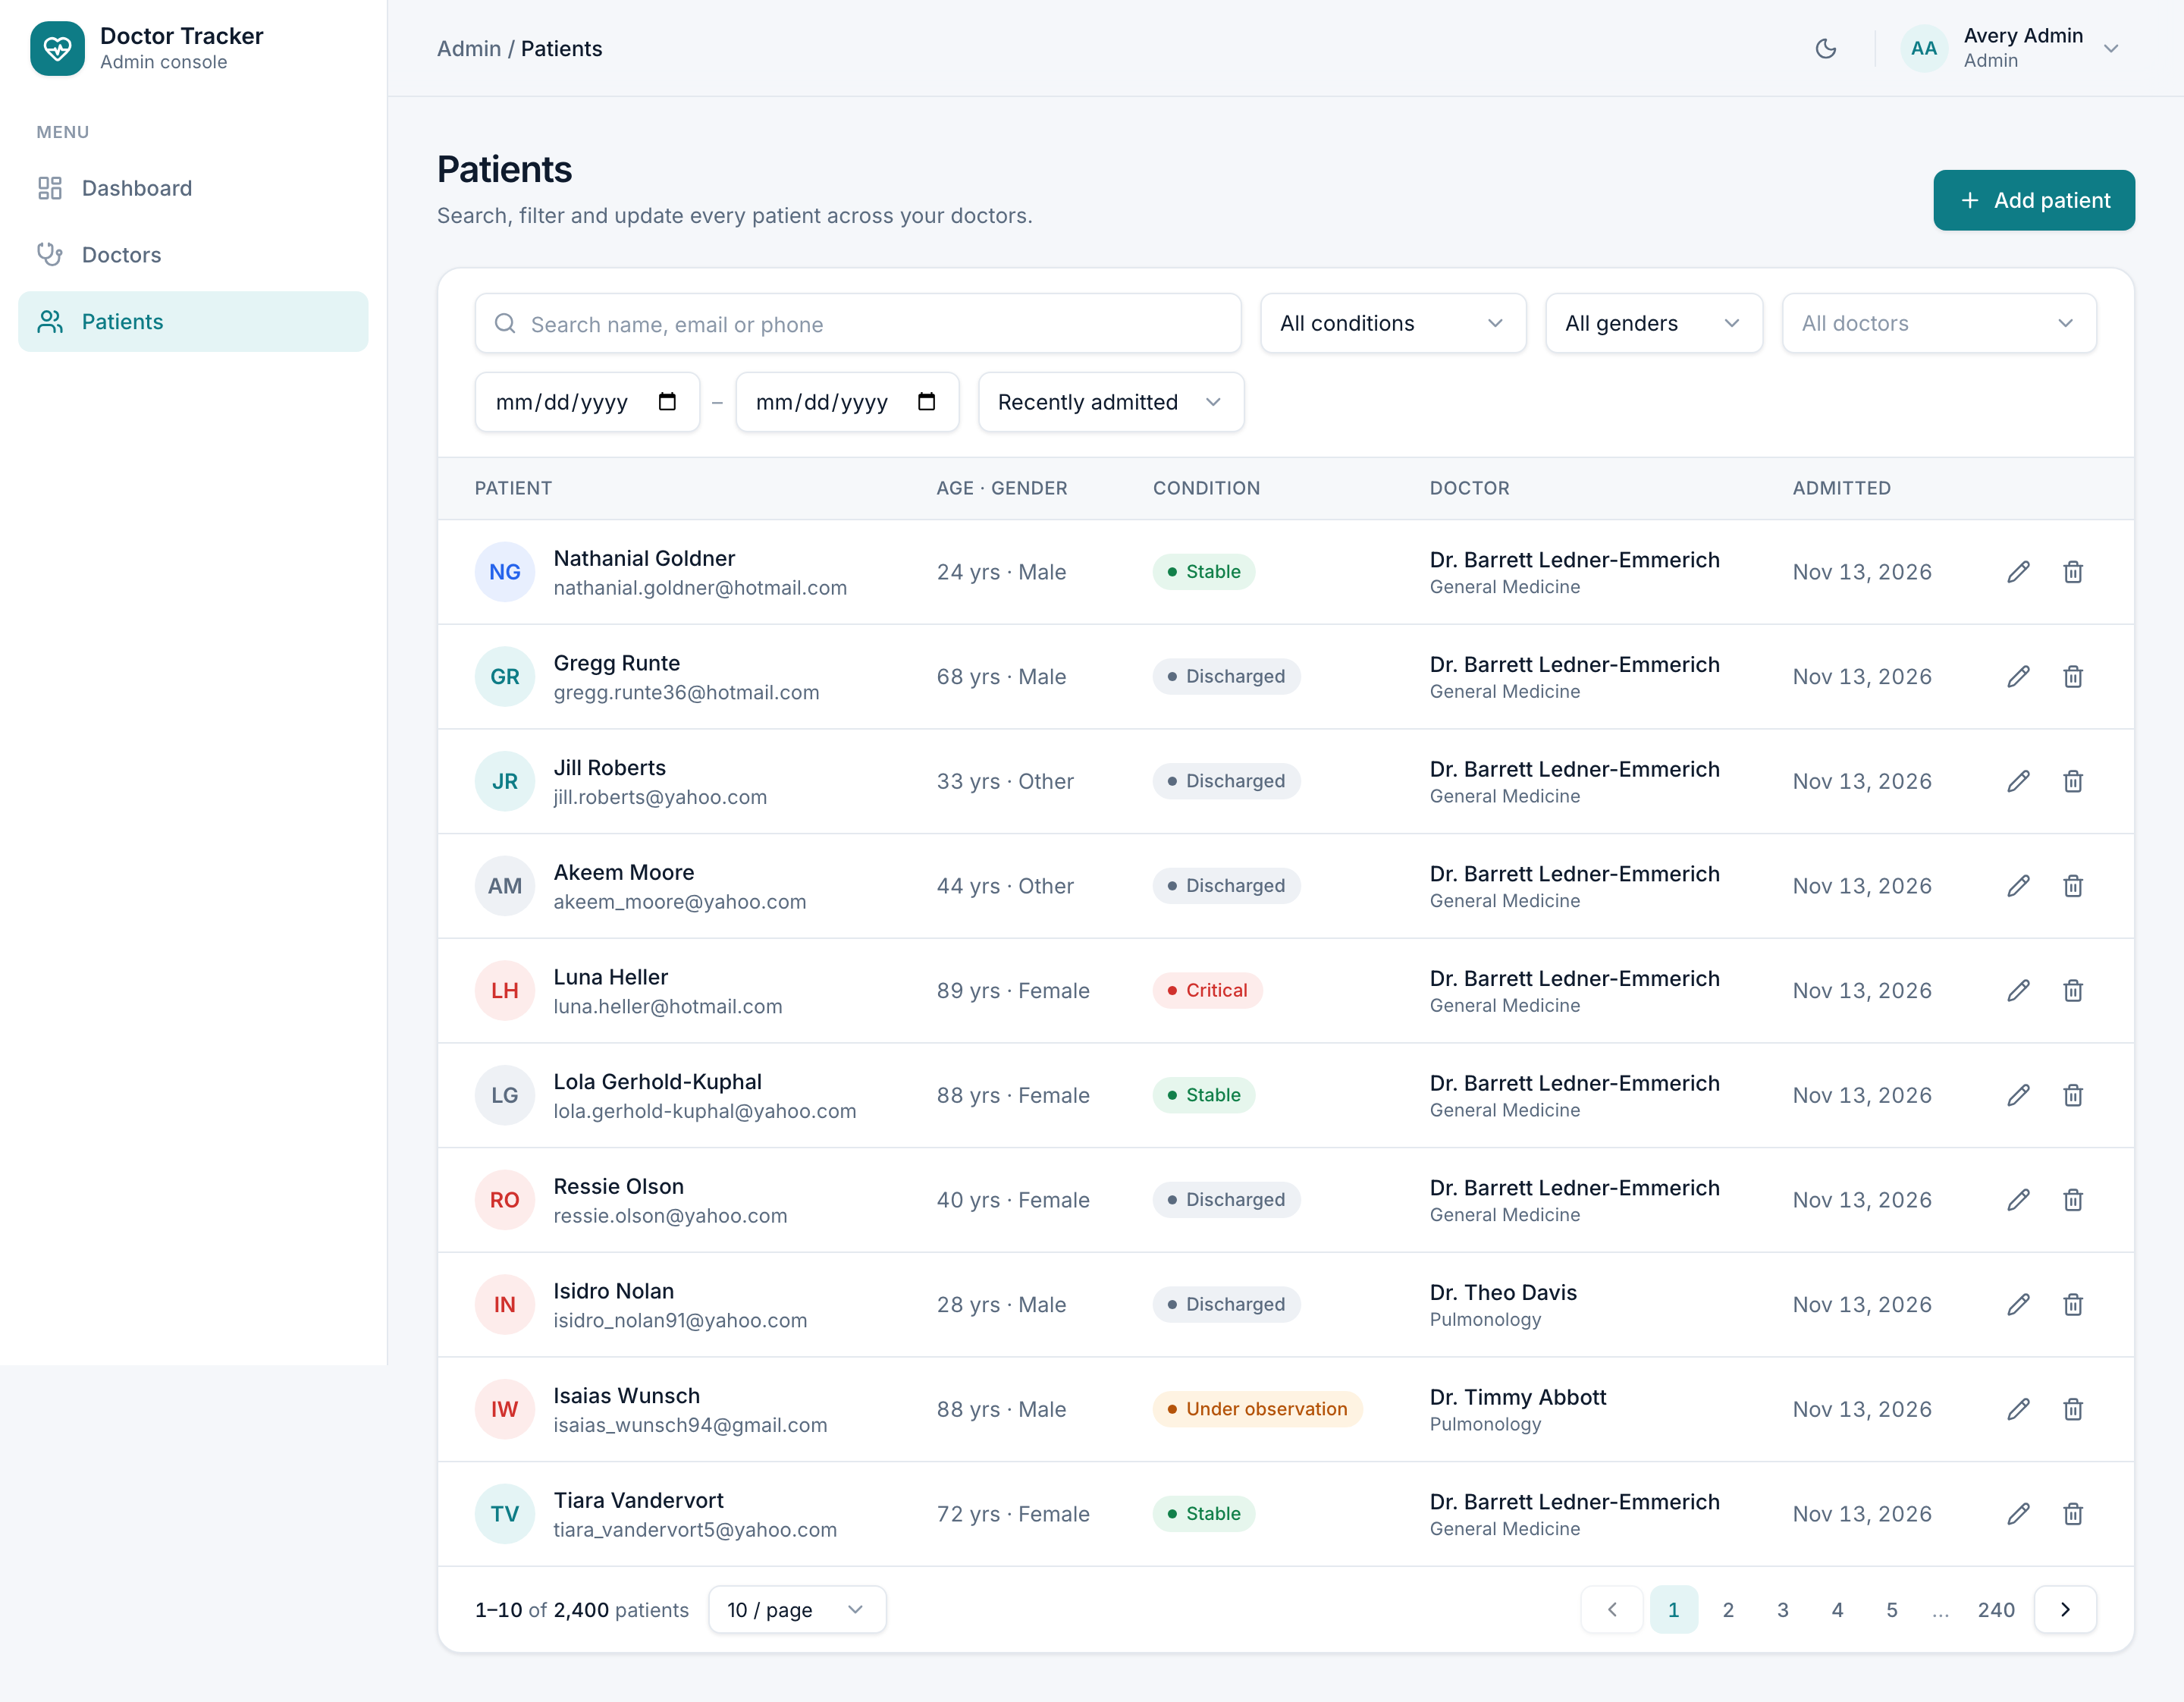 Doctor Tracker
Admin console
MENU
Dashboard
Doctors
Patients
Admin / Patients
AA
Avery Admin
Admin
Patients
Search, filter and update every patient across your doctors.
Add patient
Search name, email or phone
All conditions
All genders
All doctors
mm/dd/yyyy – mm/dd/yyyy
Recently admitted
PATIENT AGE · GENDER CONDITION DOCTOR ADMITTED
NG Nathanial Goldner
nathanial.goldner@hotmail.com
24 yrs · Male
Stable
Dr. Barrett Ledner-Emmerich
General Medicine
Nov 13, 2026
GR Gregg Runte
gregg.runte36@hotmail.com
68 yrs · Male
Discharged
Dr. Barrett Ledner-Emmerich
General Medicine
Nov 13, 2026
JR Jill Roberts
jill.roberts@yahoo.com
33 yrs · Other
Discharged
Dr. Barrett Ledner-Emmerich
General Medicine
Nov 13, 2026
AM Akeem Moore
akeem_moore@yahoo.com
44 yrs · Other
Discharged
Dr. Barrett Ledner-Emmerich
General Medicine
Nov 13, 2026
LH Luna Heller
luna.heller@hotmail.com
89 yrs · Female
Critical
Dr. Barrett Ledner-Emmerich
General Medicine
Nov 13, 2026
LG Lola Gerhold-Kuphal
lola.gerhold-kuphal@yahoo.com
88 yrs · Female
Stable
Dr. Barrett Ledner-Emmerich
General Medicine
Nov 13, 2026
RO Ressie Olson
ressie.olson@yahoo.com
40 yrs · Female
Discharged
Dr. Barrett Ledner-Emmerich
General Medicine
Nov 13, 2026
IN Isidro Nolan
isidro_nolan91@yahoo.com
28 yrs · Male
Discharged
Dr. Theo Davis
Pulmonology
Nov 13, 2026
IW Isaias Wunsch
isaias_wunsch94@gmail.com
88 yrs · Male
Under observation
Dr. Timmy Abbott
Pulmonology
Nov 13, 2026
TV Tiara Vandervort
tiara_vandervort5@yahoo.com
72 yrs · Female
Stable
Dr. Barrett Ledner-Emmerich
General Medicine
Nov 13, 2026
1–10 of 2,400 patients
10 / page
1 2 3 4 5 ... 240